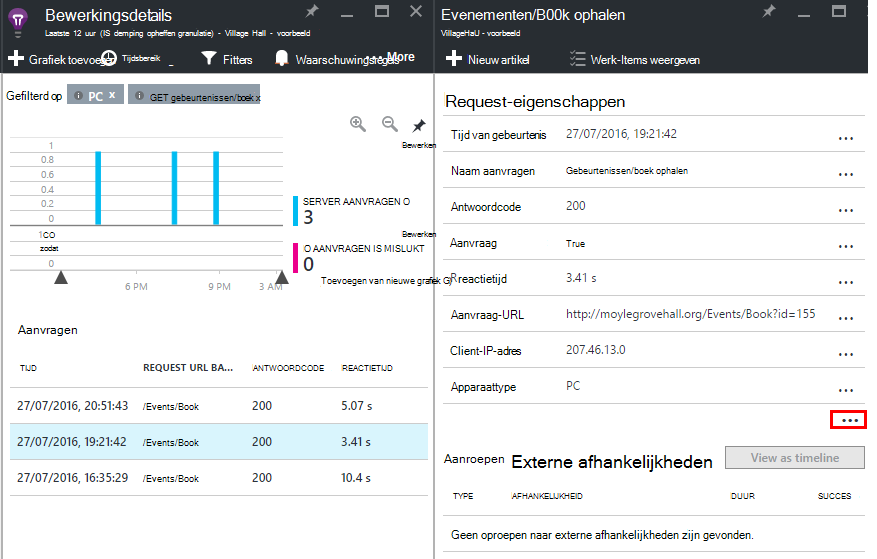 Bewerkingsdetails
Laatste 12 uur (IS demping opheffen granulatie) - Village Hall - voorbeeld
Grafiek toevoegen Tijdsbereik Fitters Waarschuwingsregels More
Gefilterd op PC x GET gebeurtenissen/boek x
Bewerken
1
0.8
0.6
0.4
0.2
0
SERVER AANVRAGEN O
3
Bewerken
1CO
zodat
0
O AANVRAGEN IS MISLUKT
0
Toevoegen van nieuwe grafiek G)
6 PM 9 PM 3 AM
Aanvragen
TIJD REQUEST URL BA... ANTWOORDCODE REACTIETIJD
27/07/2016, 20:51:43 /Events/Book 200 5.07 s
27/07/2016, 19:21:42 /Events/Book 200 3.41 s
27/07/2016, 16:35:29 /Events/Book 200 10.4 s
Evenementen/B00k ophalen
VillageHaU - voorbeeld
Nieuw artikel Werk-Items weergeven
Request-eigenschappen
Tijd van gebeurtenis 27/07/2016, 19:21:42 ...
Naam aanvragen Gebeurtenissen/boek ophalen ...
Antwoordcode 200 ...
Aanvraag True ...
Rreactietijd 3.41 s ...
Aanvraag-URL http://moylegrovehall.org/Events/Book?id=155 ...
Client-IP-adres 207.46.13.0 ...
Apparaattype PC ...
...
Aanroepen Externe afhankelijkheden View as timeline
TYPE AFHANKELIJKHEID DUUR SUCCES
Geen oproepen naar externe afhankelijkheden zijn gevonden.